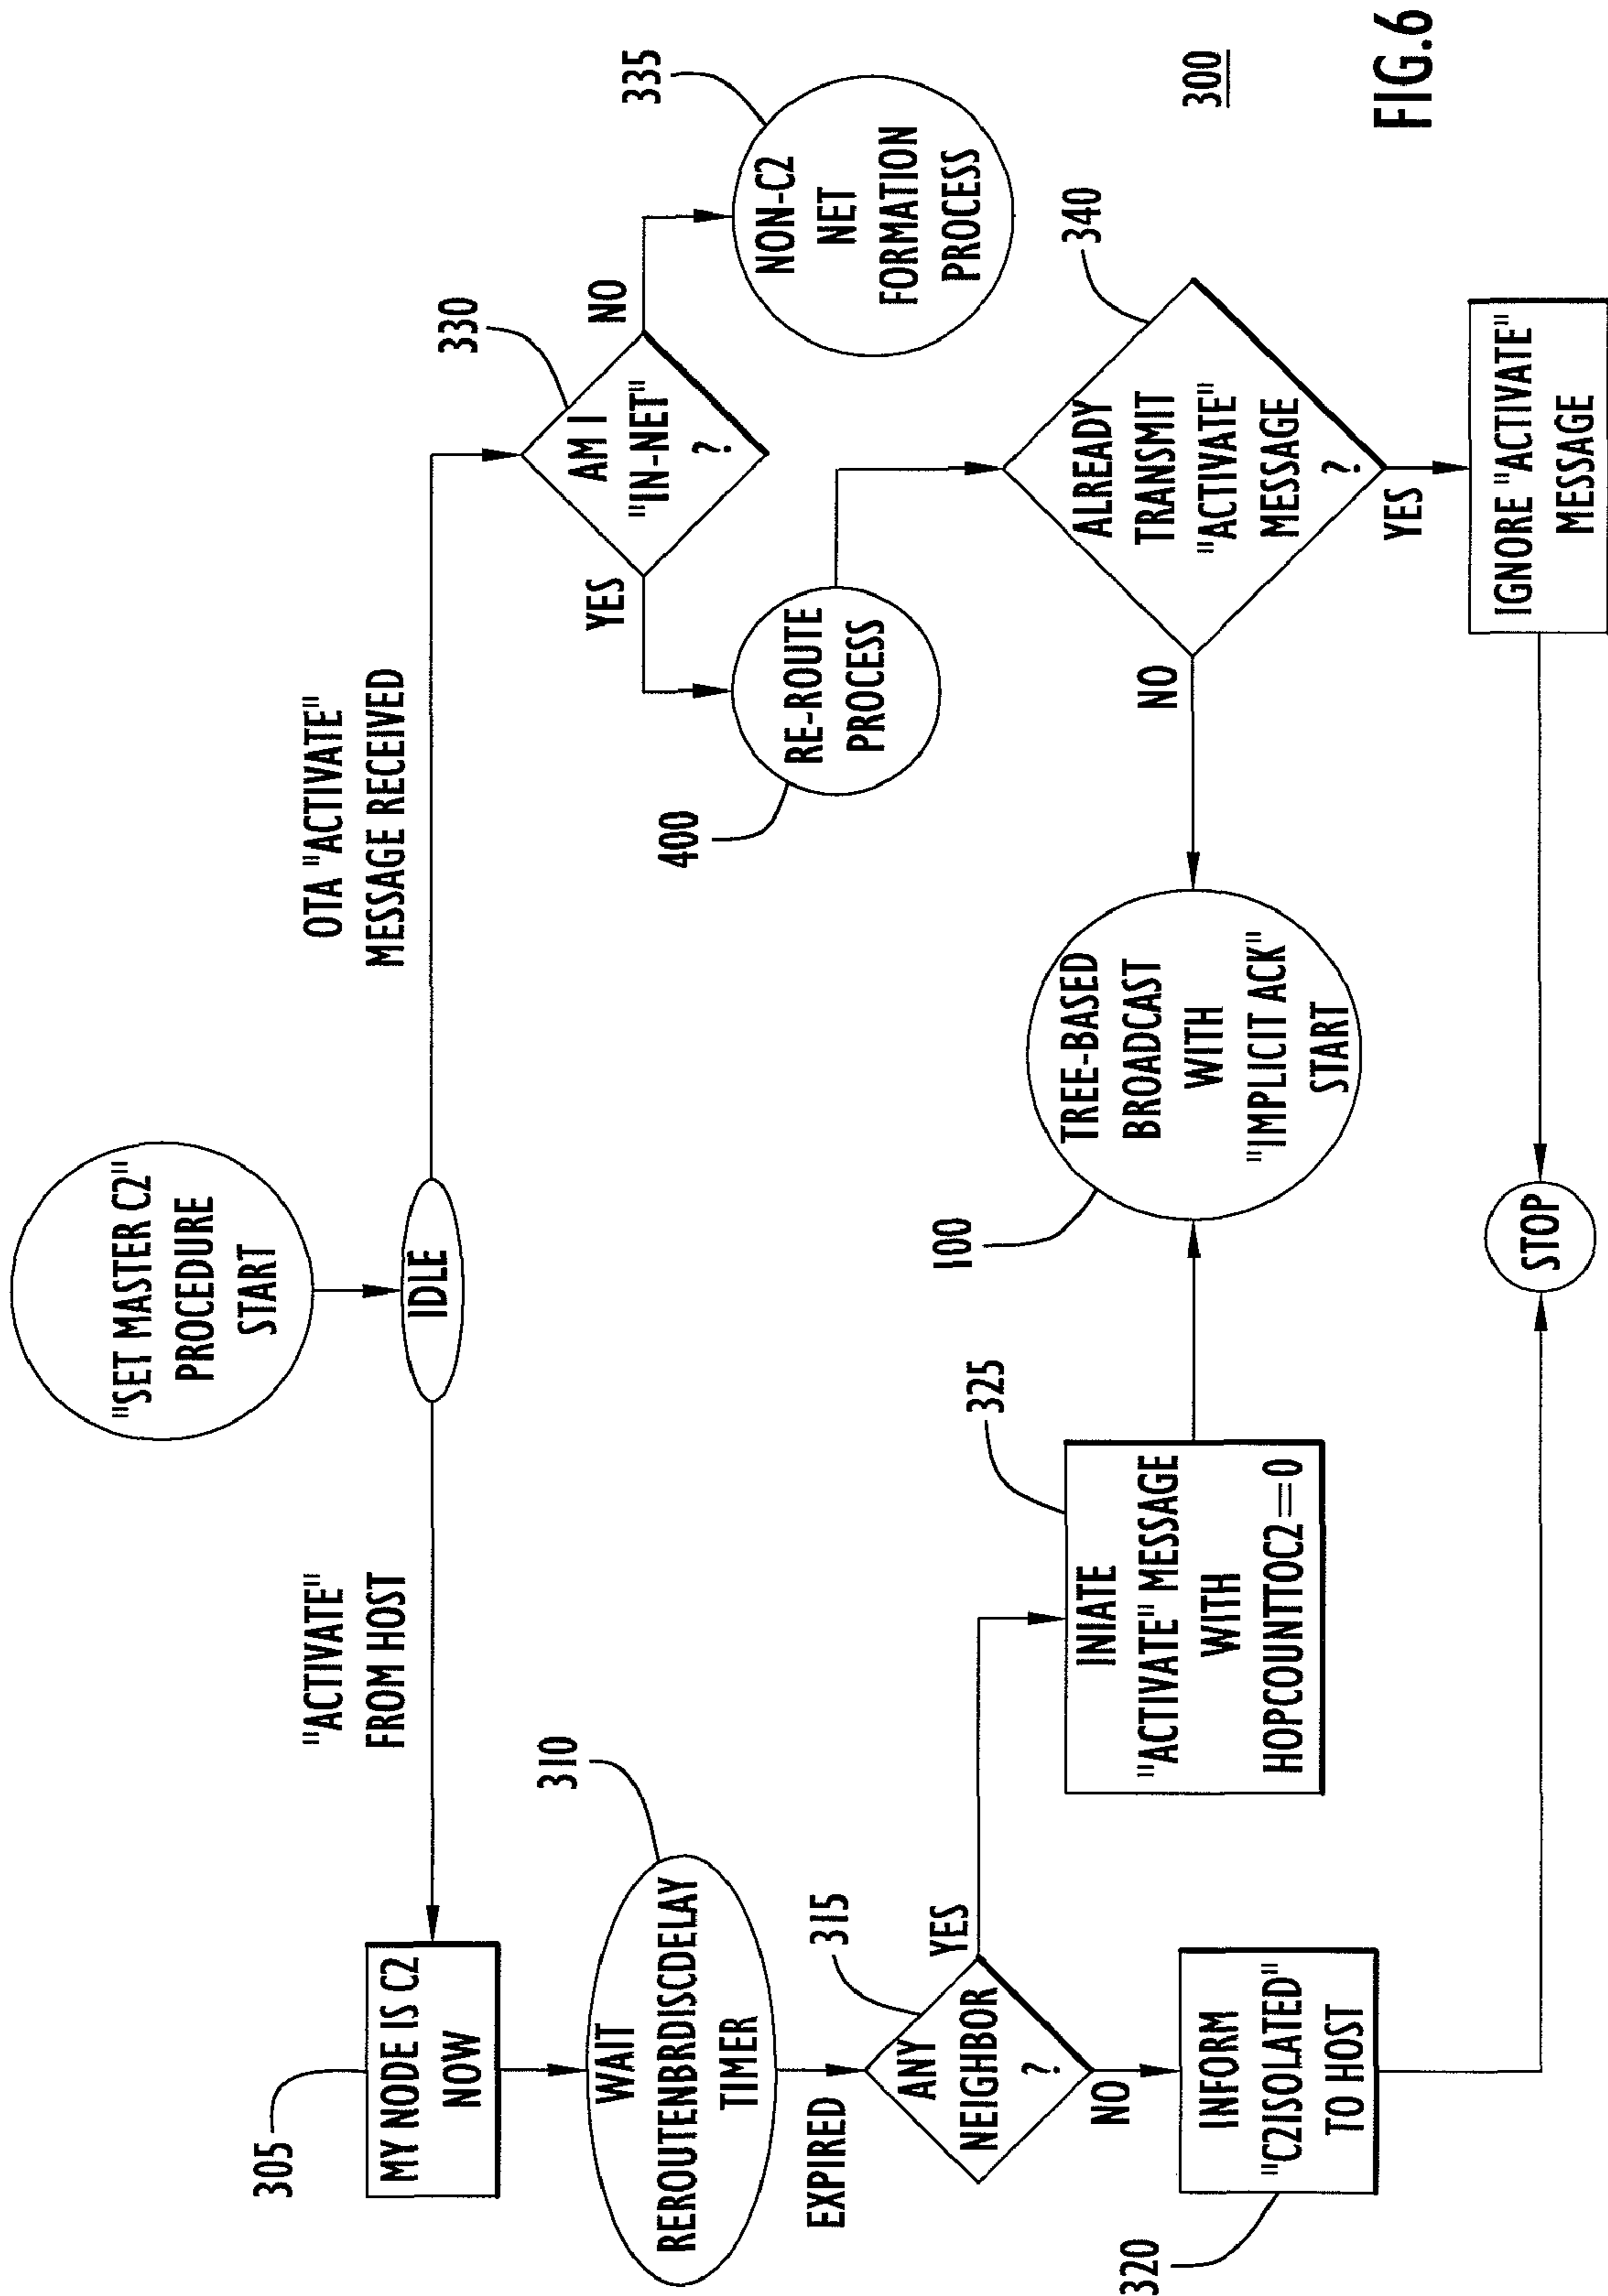 "SET MASTER C2"
PROCEDURE
START
IDLE
"ACTIVATE"
FROM HOST
OTA "ACTIVATE"
MESSAGE RECEIVED
305
MY NODE IS C2
NOW
310
WAIT
REROUTENBRDISCDELAY
TIMER
EXPIRED
315
ANY
NEIGHBOR
?
YES
NO
320
INFORM
"C2ISOLATED"
TO HOST
325
INIATE
"ACTIVATE" MESSAGE
WITH
HOPCOUNTTOC2==0
100
TREE-BASED
BROADCAST
WITH
"IMPLICIT ACK"
START
330
AM I
"IN-NET"
?
YES
NO
335
NON-C2
NET
FORMATION
PROCESS
400
RE-ROUTE
PROCESS
340
ALREADY
TRANSMIT
"ACTIVATE"
MESSAGE
?
NO
YES
IGNORE "ACTIVATE"
MESSAGE
STOP
300
FIG.6